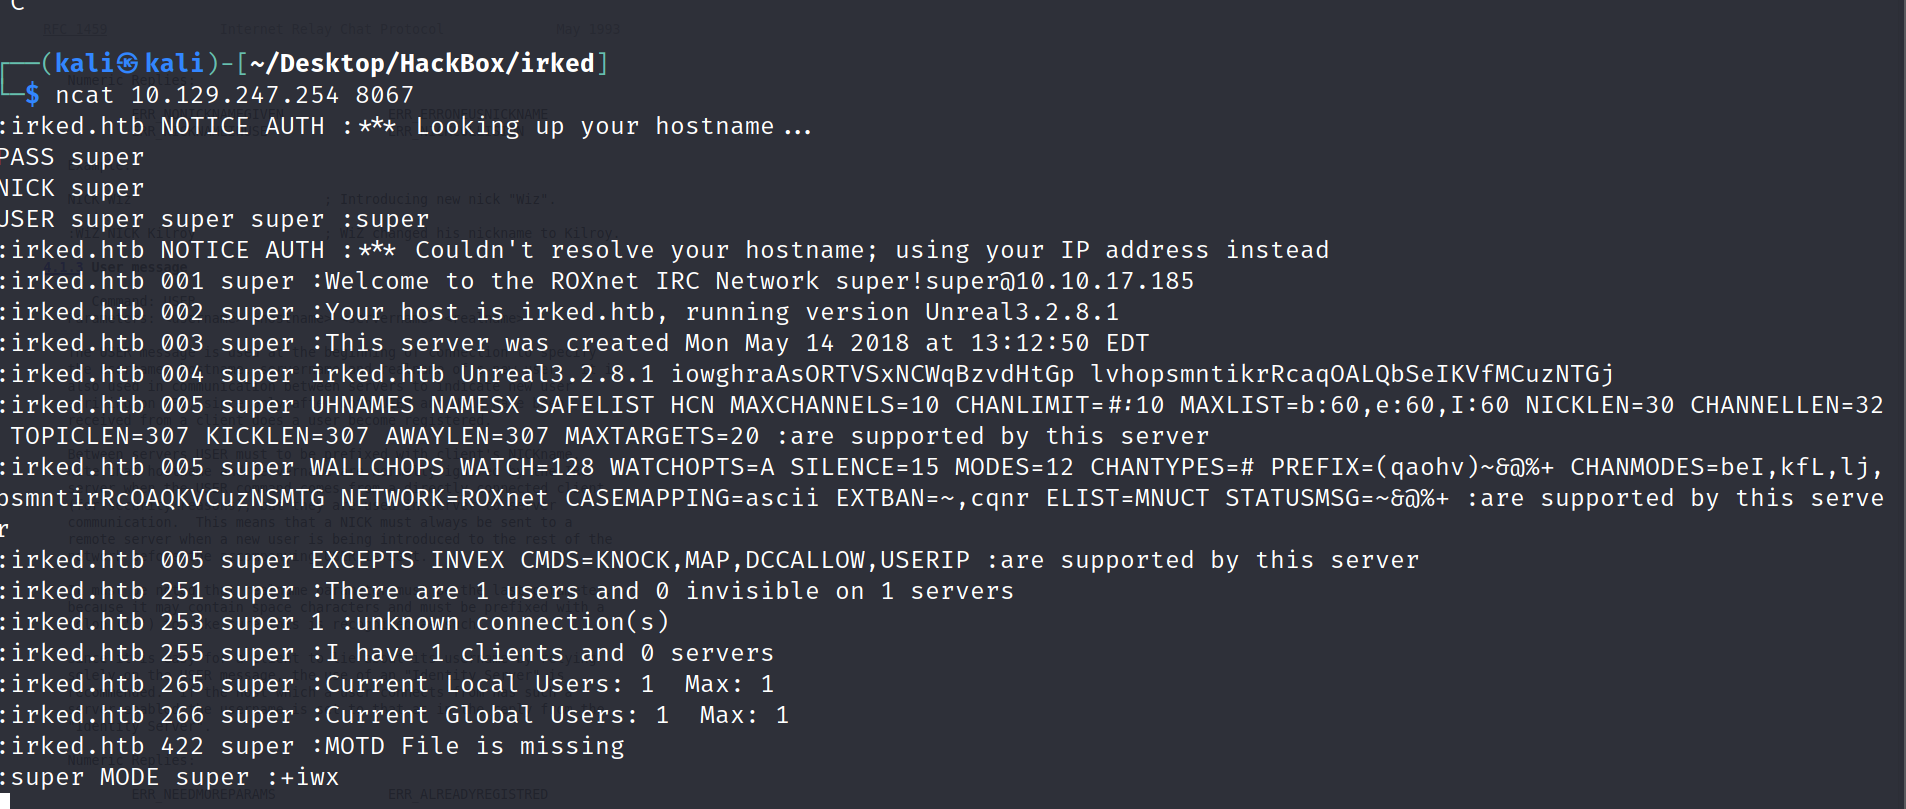 RFC 1459 Internet Relay Chat Protocol May 1993
┌──(kali㉿kali)-[~/Desktop/HackBox/irked]
└─$ ncat 10.129.247.254 8067
:irked.htb NOTICE AUTH :*** Looking up your hostname...
PASS super
NICK super
USER super super super :super
:irked.htb NOTICE AUTH :*** Couldn't resolve your hostname; using your IP address instead
:irked.htb 001 super :Welcome to the ROXnet IRC Network super!super@10.10.17.185
:irked.htb 002 super :Your host is irked.htb, running version Unreal3.2.8.1
:irked.htb 003 super :This server was created Mon May 14 2018 at 13:12:50 EDT
:irked.htb 004 super irked.htb Unreal3.2.8.1 iowghraAsORTVSxNCWqBzvdHtGp lvhopsmntikrRcaqOALQbSeIKVfMCuzNTGj
:irked.htb 005 super UHNAMES NAMESX SAFELIST HCN MAXCHANNELS=10 CHANLIMIT=#:10 MAXLIST=b:60,e:60,I:60 NICKLEN=30 CHANNELLEN=32
TOPICLEN=307 KICKLEN=307 AWAYLEN=307 MAXTARGETS=20 :are supported by this server
:irked.htb 005 super WALLCHOPS WATCH=128 WATCHOPTS=A SILENCE=15 MODES=12 CHANTYPES=# PREFIX=(qaohv)~&@%+ CHANMODES=beI,kfL,lj,
psmntirRcOAQKVCuzNSMTG NETWORK=ROXnet CASEMAPPING=ascii EXTBAN=~,cqnr ELIST=MNUCT STATUSMSG=~&@%+ :are supported by this serve
r
:irked.htb 005 super EXCEPTS INVEX CMDS=KNOCK,MAP,DCCALLOW,USERIP :are supported by this server
:irked.htb 251 super :There are 1 users and 0 invisible on 1 servers
:irked.htb 253 super 1 :unknown connection(s)
:irked.htb 255 super :I have 1 clients and 0 servers
:irked.htb 265 super :Current Local Users: 1  Max: 1
:irked.htb 266 super :Current Global Users: 1  Max: 1
:irked.htb 422 super :MOTD File is missing
:super MODE super :+iwx
ERR_NEEDMOREPARAMS ERR_ALREADYREGISTRED